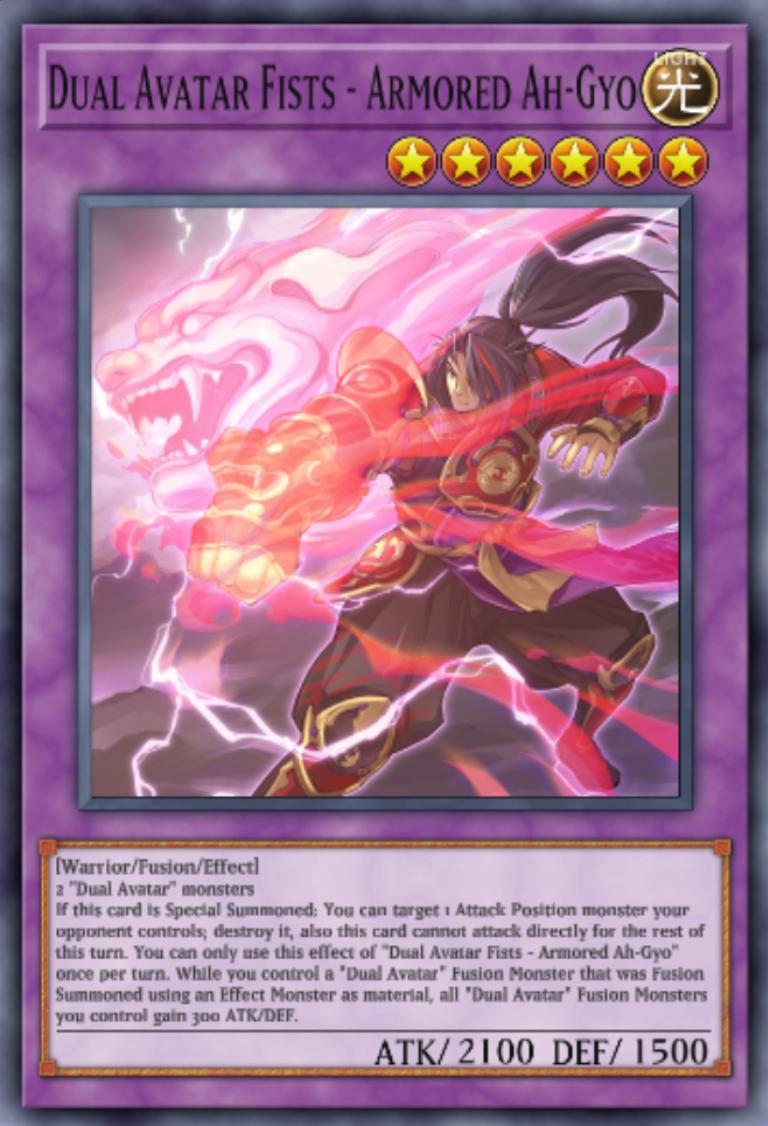 Dual Avatar Fists - Armored Ah-Gyo
LIGHT
光
[Warrior/Fusion/Effect]
2 "Dual Avatar" monsters
If this card is Special Summoned: You can target 1 Attack Position monster your
opponent controls; destroy it, also this card cannot attack directly for the rest of
this turn. You can only use this effect of "Dual Avatar Fists - Armored Ah-Gyo"
once per turn. While you control a "Dual Avatar" Fusion Monster that was Fusion
Summoned using an Effect Monster as material, all "Dual Avatar" Fusion Monsters
you control gain 300 ATK/DEF.
ATK/ 2100 DEF/ 1500